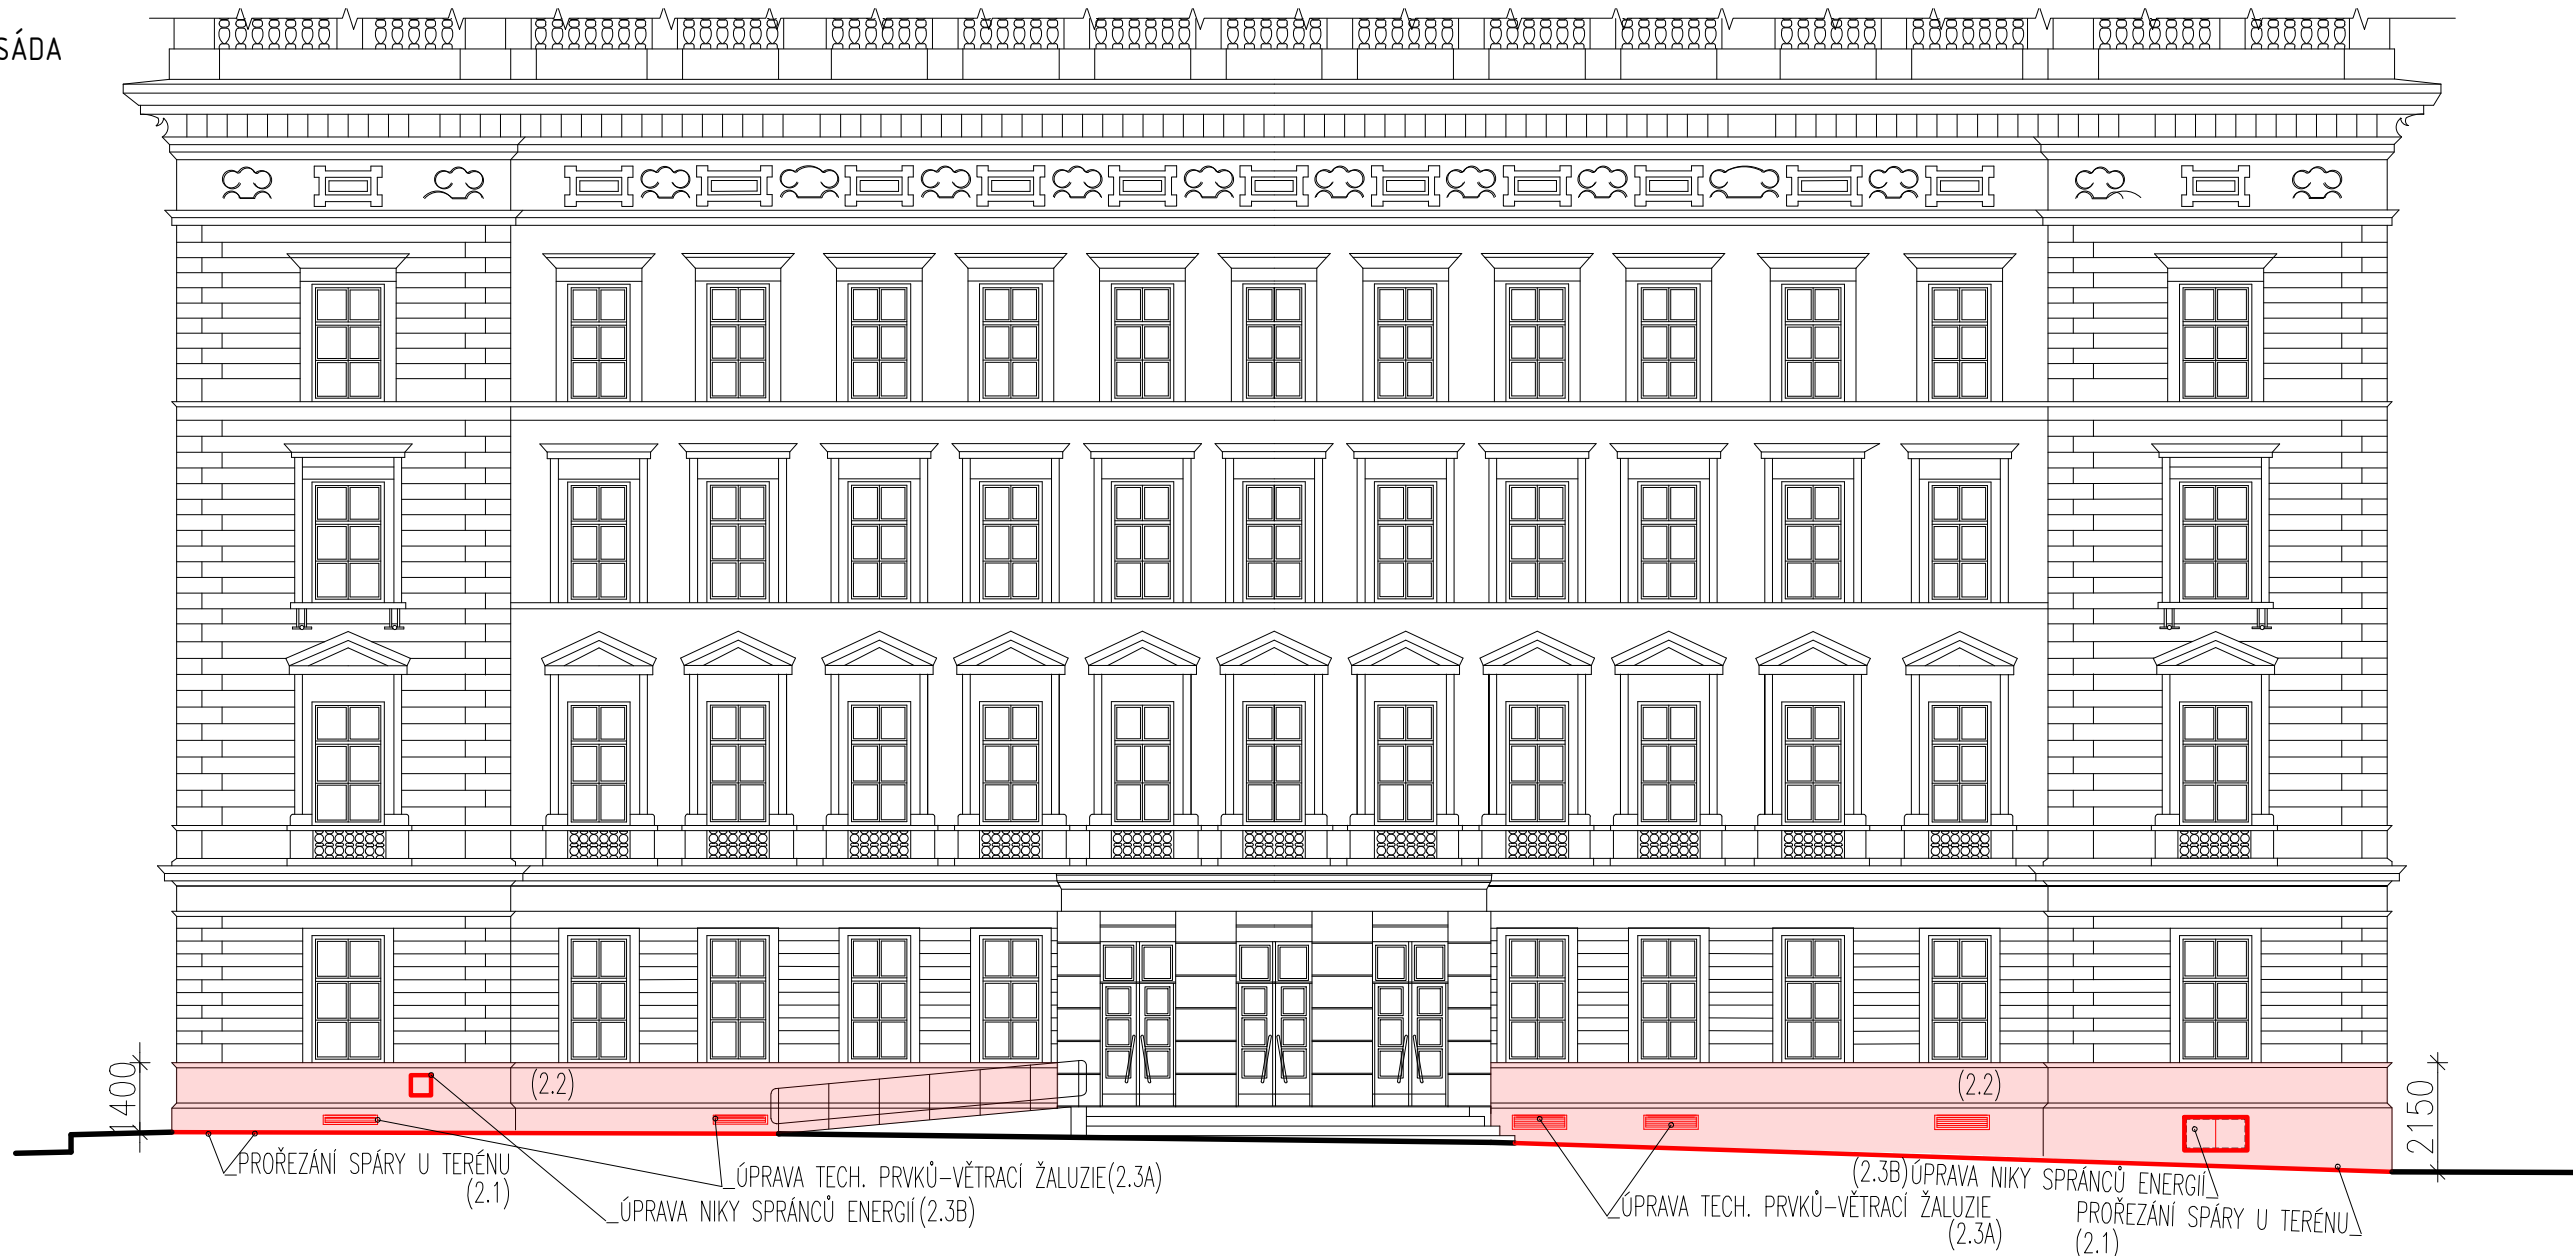 SÁDA
1400
(2.2)
(2.2)
2150
PROŘEZÁNÍ SPÁRY U TERÉNU
(2.1)
ÚPRAVA TECH. PRVKŮ-VĚTRACÍ ŽALUZIE(2.3A)
ÚPRAVA NIKY SPRÁNCŮ ENERGIÍ(2.3B)
(2.3B)ÚPRAVA NIKY SPRÁNCŮ ENERGIÍ
ÚPRAVA TECH. PRVKŮ-VĚTRACÍ ŽALUZIE
(2.3A)
PROŘEZÁNÍ SPÁRY U TERÉNU
(2.1)